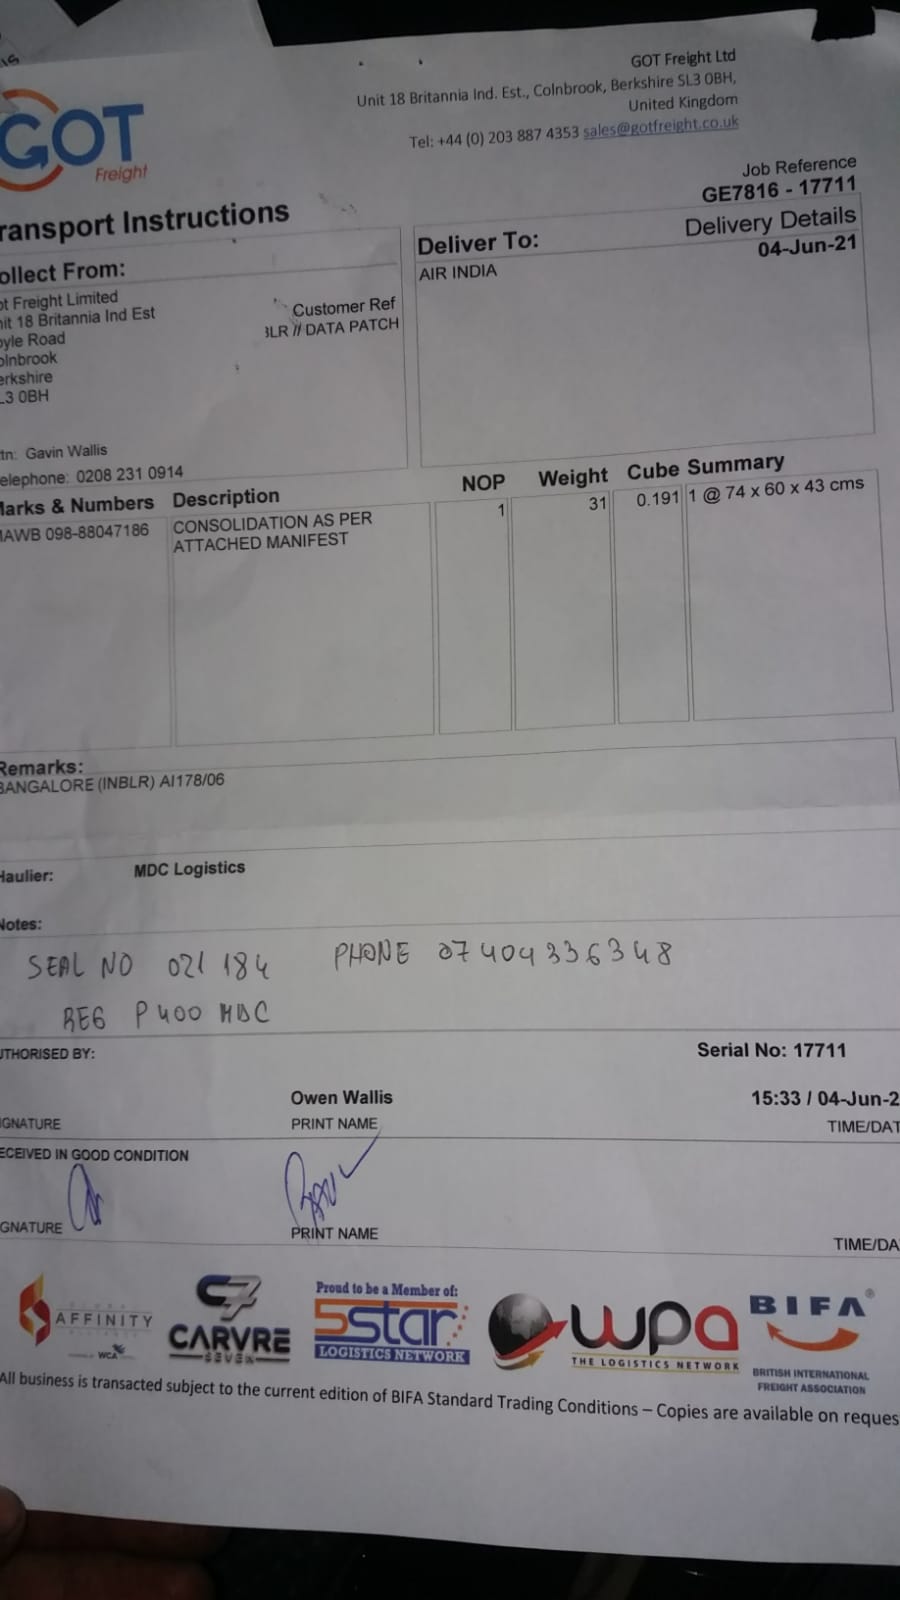 GOT
Freight
GOT Freight Ltd
Unit 18 Britannia Ind. Est., Colnbrook, Berkshire SL3 0BH,
United Kingdom
Tel: +44 (0) 203 887 4353 sales@gotfreight.co.uk
Job Reference
GE7816 - 17711
ransport Instructions
Delivery Details
04-Jun-21
ollect From:
ot Freight Limited
nit 18 Britannia Ind Est
oyle Road
olnbrook
erkshire
L3 0BH
Customer Ref
BLR // DATA PATCH
Deliver To:
AIR INDIA
tn: Gavin Wallis
elephone: 0208 231 0914
Marks & Numbers Description NOP Weight Cube Summary
MAWB 098-88047186 CONSOLIDATION AS PER 1 31 0.191 1 @ 74 x 60 x 43 cms
ATTACHED MANIFEST
Remarks:
BANGALORE (INBLR) AI178/06
Haulier: MDC Logistics
Notes:
SEAL NO 021 184 PHONE 07404336348
REG P400 MDC
UTHORISED BY:
Serial No: 17711
Owen Wallis 15:33 / 04-Jun-2
IGNATURE PRINT NAME TIME/DAT
ECEIVED IN GOOD CONDITION
IGNATURE PRINT NAME TIME/DA
AFFINITY
WCA
CARVRE
SEVEN
Proud to be a Member of:
5star
LOGISTICS NETWORK
wpa
THE LOGISTICS NETWORK
BIFA®
BRITISH INTERNATIONAL
FREIGHT ASSOCIATION
All business is transacted subject to the current edition of BIFA Standard Trading Conditions – Copies are available on reques